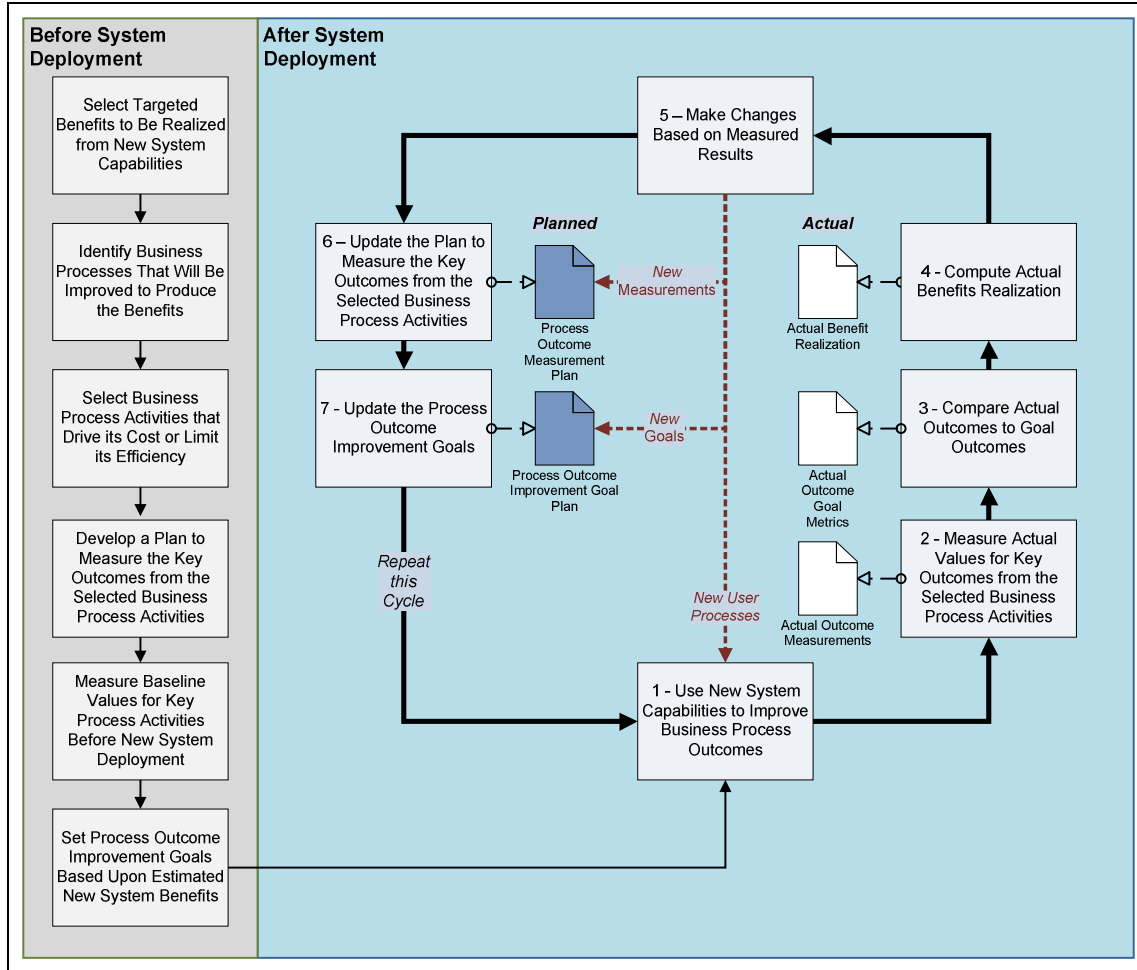 Before System
Deployment
Select Targeted
Benefits to Be Realized
from New System
Capabilities
Identify Business
Processes That Will Be
Improved to Produce
the Benefits
Select Business
Process Activities that
Drive its Cost or Limit
its Efficiency
Develop a Plan to
Measure the Key
Outcomes from the
Selected Business
Process Activities
Measure Baseline
Values for Key
Process Activities
Before New System
Deployment
Set Process Outcome
Improvement Goals
Based Upon Estimated
New System Benefits
After System
Deployment
5 – Make Changes
Based on Measured
Results
6 – Update the Plan to
Measure the Key
Outcomes from the
Selected Business
Process Activities
Planned
Process
Outcome
Measurement
Plan
New
Measurements
Actual
Actual Benefit
Realization
4 - Compute Actual
Benefits Realization
7 - Update the Process
Outcome
Improvement Goals
Process Outcome
Improvement Goal
Plan
New
Goals
Actual
Outcome
Goal
Metrics
3 - Compare Actual
Outcomes to Goal
Outcomes
Repeat
this
Cycle
New User
Processes
Actual Outcome
Measurements
2 - Measure Actual
Values for Key
Outcomes from the
Selected Business
Process Activities
1 - Use New System
Capabilities to Improve
Business Process
Outcomes